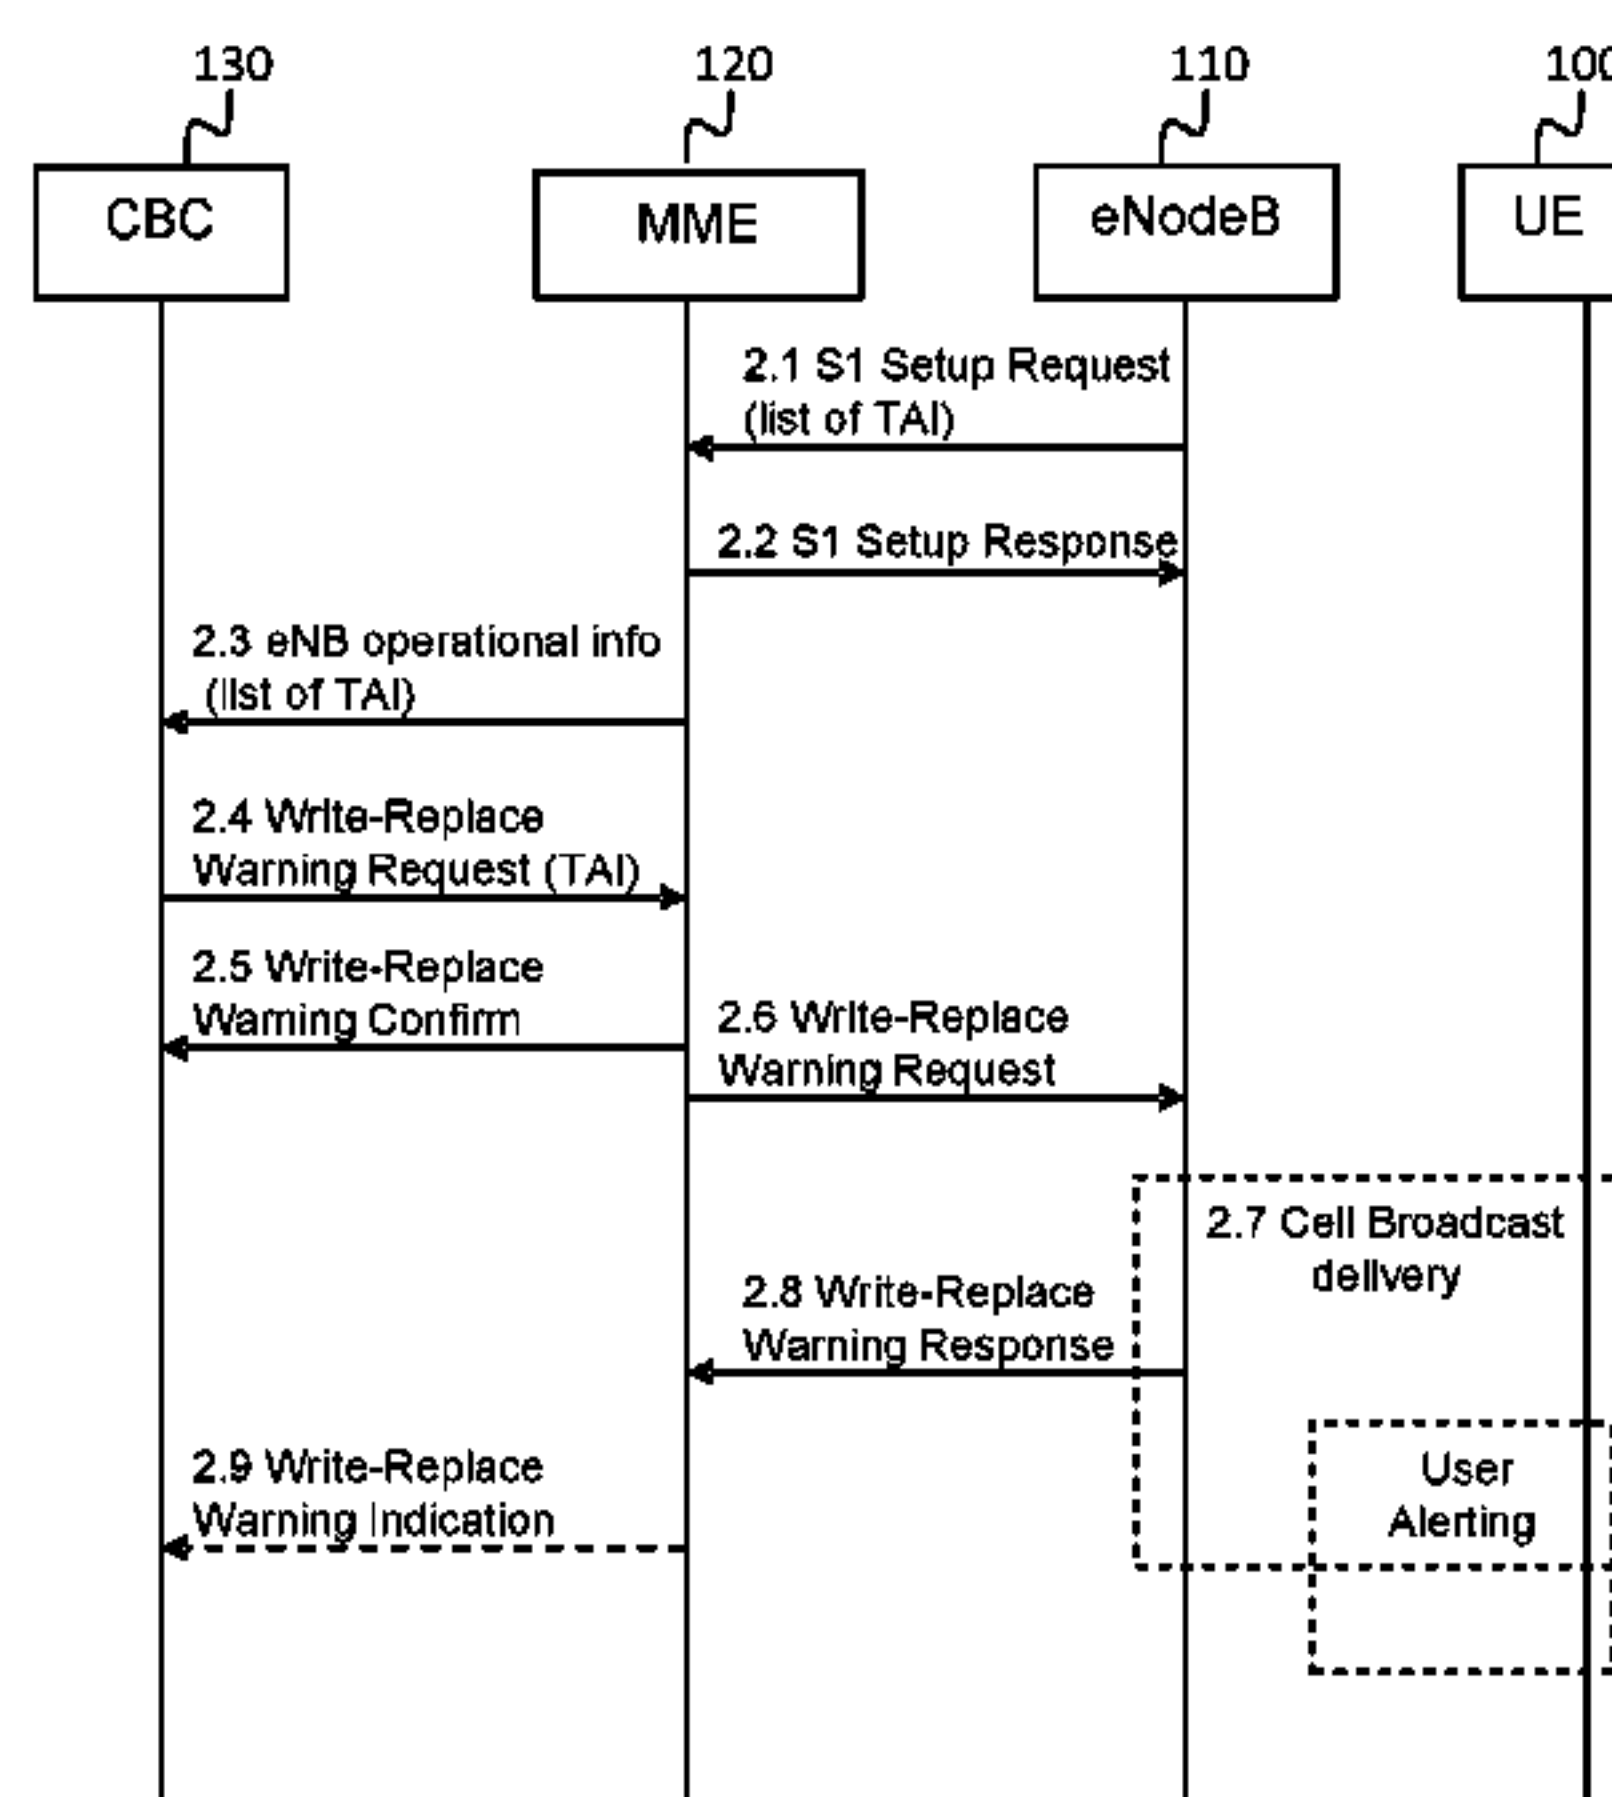 130
120
110
100
CBC
MME
eNodeB
UE
2.1 S1 Setup Request
(list of TAI)
2.2 S1 Setup Response
2.3 eNB operational info
(list of TAI)
2.4 Write-Replace
Warning Request (TAI)
2.5 Write-Replace
Warning Confirm
2.6 Write-Replace
Warning Request
2.7 Cell Broadcast
delivery
2.8 Write-Replace
Warning Response
2.9 Write-Replace
Warning Indication
User
Alerting